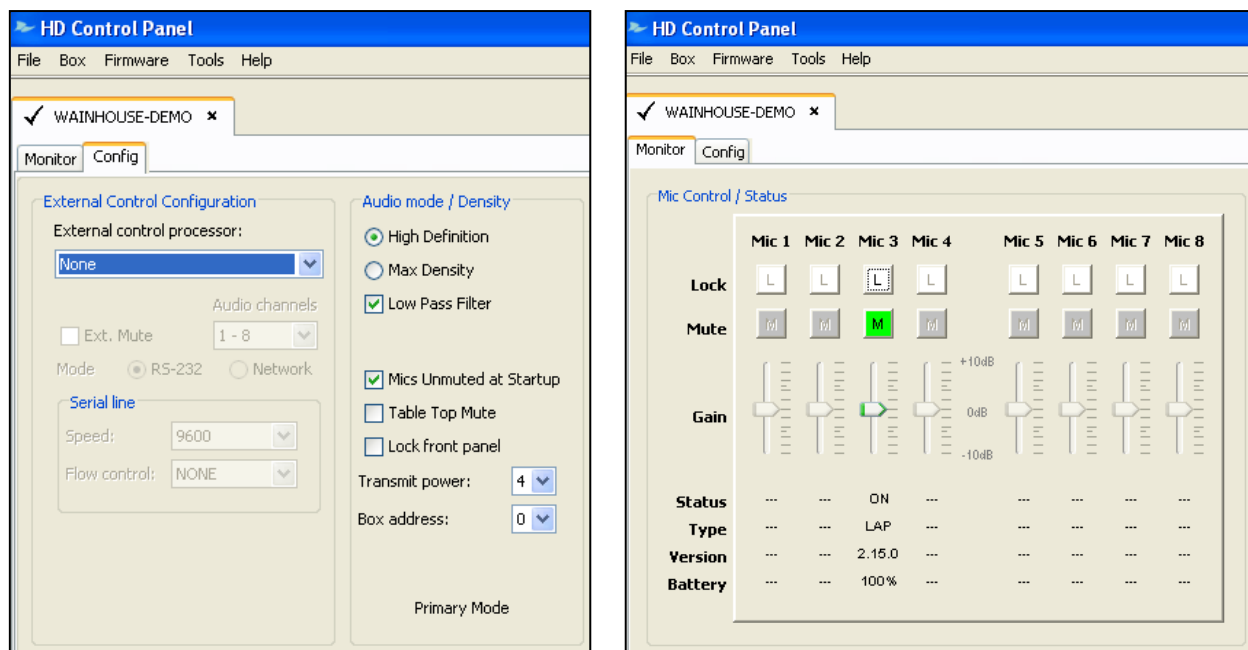 HD Control Panel
File Box Firmware Tools Help
WAINHOUSE-DEMO
Monitor Config
External Control Configuration
External control processor:
None
Audio channels
Ext. Mute 1 - 8
Mode RS-232 Network
Serial line
Speed: 9600
Flow control: NONE
Audio mode / Density
High Definition
Max Density
Low Pass Filter
Mics Unmuted at Startup
Table Top Mute
Lock front panel
Transmit power: 4
Box address: 0
Primary Mode
HD Control Panel
File Box Firmware Tools Help
WAINHOUSE-DEMO
Monitor Config
Mic Control / Status
Mic 1 Mic 2 Mic 3 Mic 4 Mic 5 Mic 6 Mic 7 Mic 8
Lock L L L L L L L L
Mute M M M M M M M M
+10dB
Gain 0dB
-10dB
Status --- --- ON --- --- --- --- ---
Type --- --- LAP --- --- --- --- ---
Version --- --- 2.15.0 --- --- --- --- ---
Battery --- --- 100% --- --- --- --- ---